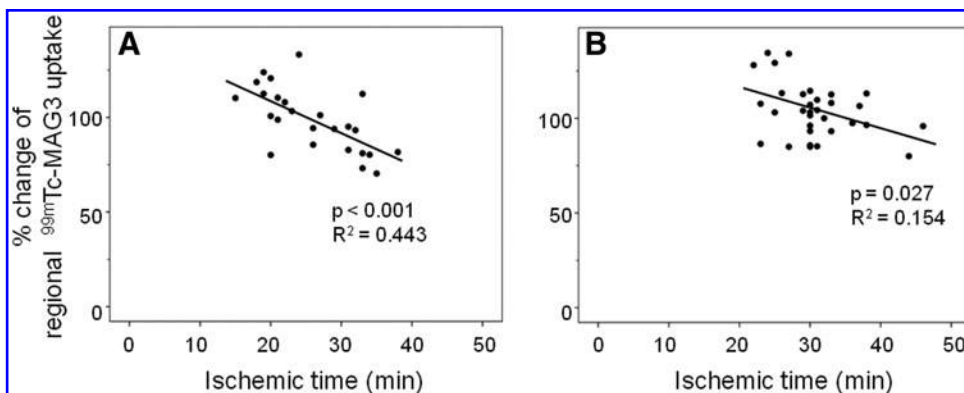 % change of
regional 99mTc-MAG3 uptake
A
100
50
0
p < 0.001
R² = 0.443
0 10 20 30 40 50
Ischemic time (min)
B
100
50
0
p = 0.027
R² = 0.154
0 10 20 30 40 50
Ischemic time (min)